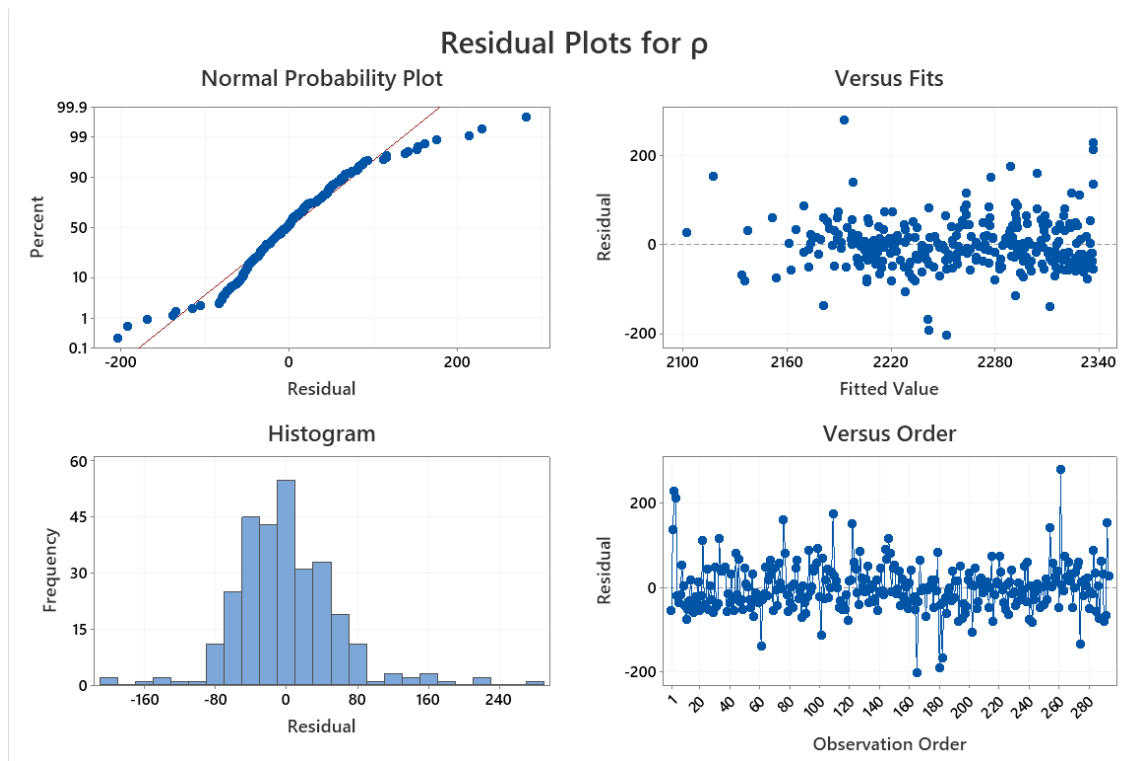 Residual Plots for ρ
Normal Probability Plot
99.9
99
90
50
10
1
0.1
Percent
-200 0 200
Residual
Versus Fits
200
0
-200
Residual
2100 2160 2220 2280 2340
Fitted Value
Histogram
60
45
30
15
0
Frequency
-160 -80 0 80 160 240
Residual
Versus Order
200
0
-200
Residual
1 20 40 60 80 100 120 140 160 180 200 220 240 260 280
Observation Order